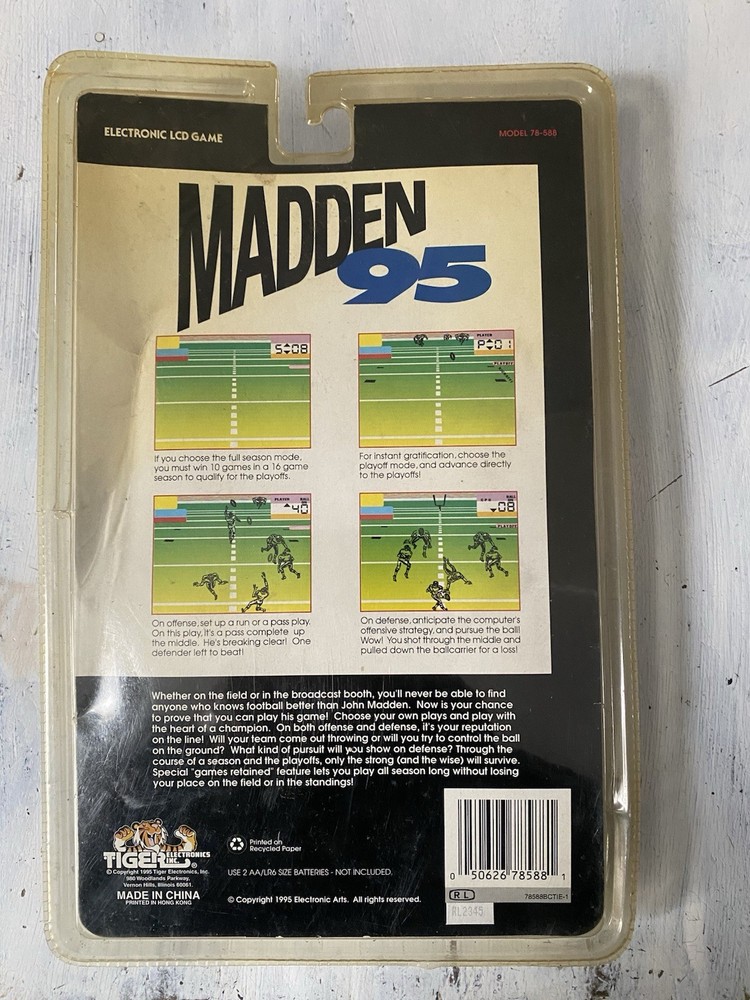 ELECTRONIC LCD GAME
MODEL 78-588
MADDEN
95
S 08
PLAYER
P 01
PLAYOFF
If you choose the full season mode,
you must win 10 games in a 16 game
season to qualify for the playoffs.
For instant gratification, choose the
playoff mode, and advance directly
to the playoffs!
PLAYER BALL
40
BALL
08
PLAYOFF
On offense, set up a run or a pass play.
On this play, it's a pass complete up
the middle. He's breaking clear! One
defender left to beat!
On defense, anticipate the computer's
offensive strategy, and pursue the ball!
Wow! You shot through the middle and
pulled down the ballcarrier for a loss!
Whether on the field or in the broadcast booth, you'll never be able to find
anyone who knows football better than John Madden. Now is your chance
to prove that you can play his game! Choose your own plays and play with
the heart of a champion. On both offense and defense, it's your reputation
on the line! Will your team come out throwing or will you try to control the ball
on the ground? What kind of pursuit will you show on defense? Through the
course of a season and the playoffs, only the strong (and the wise) will survive.
Special "games retained" feature lets you play all season long without losing
your place on the field or in the standings!
TIGER ELECTRONICS INC.®
© Copyright 1995 Tiger Electronics, Inc.
980 Woodlands Parkway,
Vernon Hills, Illinois 60061.
MADE IN CHINA
PRINTED IN HONG KONG
Printed on
Recycled Paper
USE 2 AA/LR6 SIZE BATTERIES - NOT INCLUDED.
© Copyright 1995 Electronic Arts. All rights reserved.
0 50626 78588 1
RL
78588BCTIE-1
RL2345